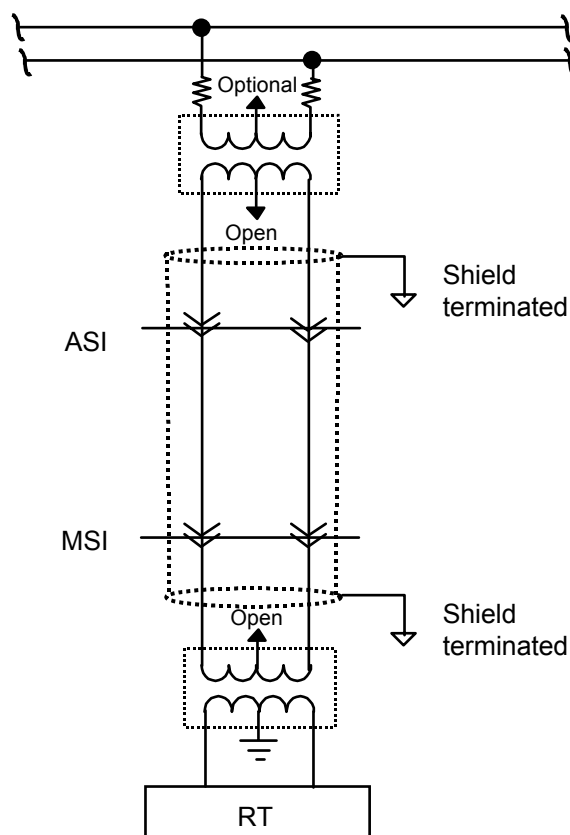 Optional
Open
Shield
terminated
ASI
MSI
Open
Shield
terminated
RT